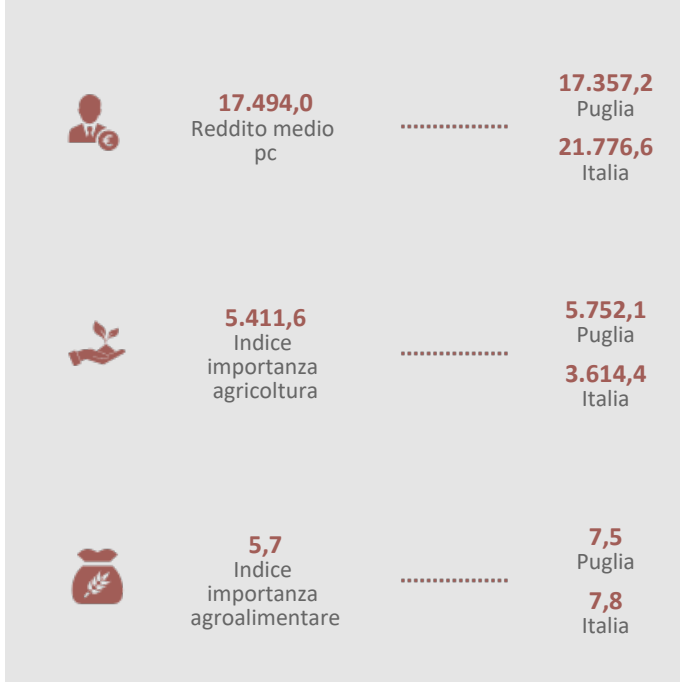 17.494,0
Reddito medio
pc
17.357,2
Puglia
21.776,6
Italia
5.411,6
Indice
importanza
agricoltura
5.752,1
Puglia
3.614,4
Italia
5,7
Indice
importanza
agroalimentare
7,5
Puglia
7,8
Italia